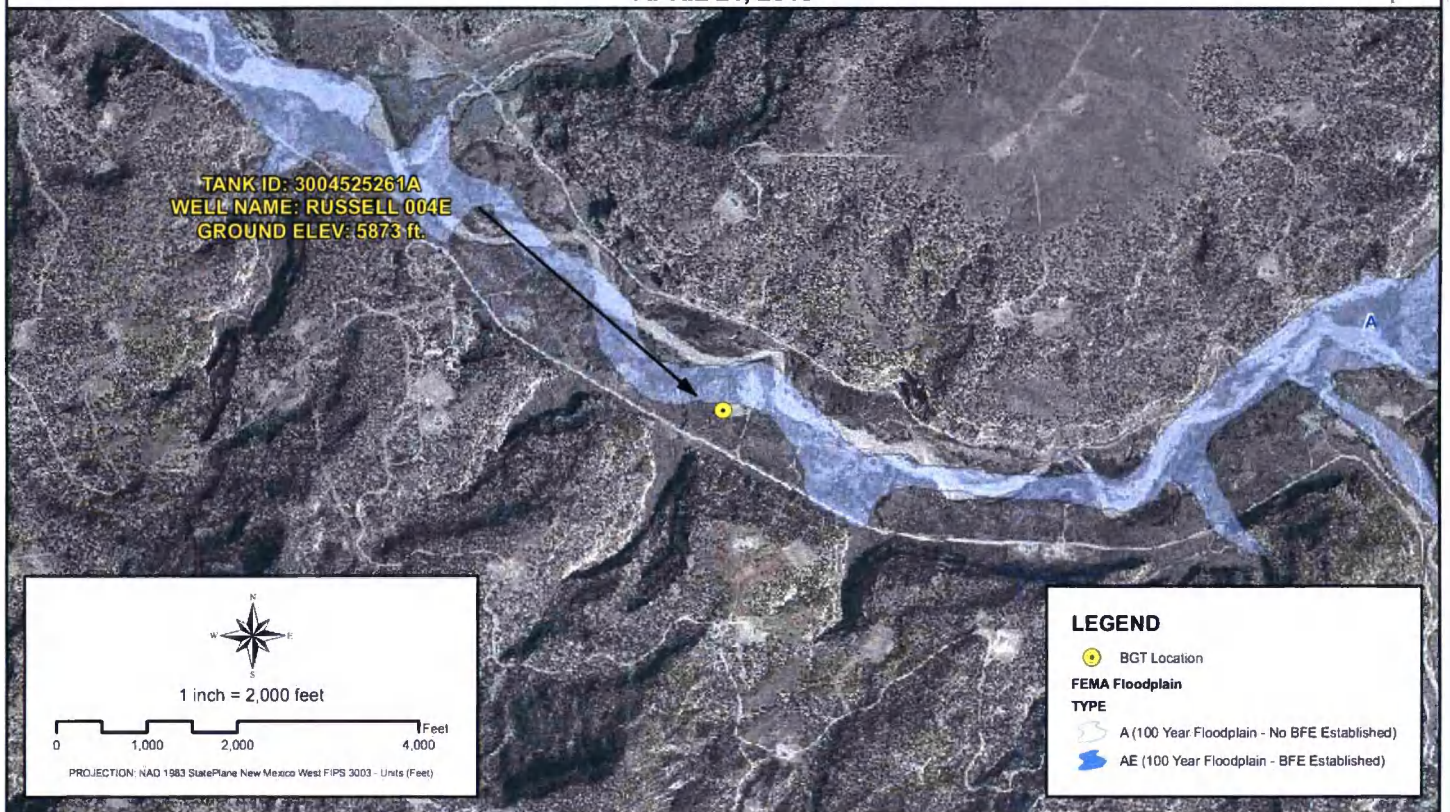 TANK ID: 3004525261A
WELL NAME: RUSSELL 004E
GROUND ELEV: 5873 ft.
A
N
W E
S
1 inch = 2,000 feet
Feet
0 1,000 2,000 4,000
PROJECTION: NAD 1983 StatePlane New Mexico West FIPS 3003 - Units (Feet)
LEGEND
BGT Location
FEMA Floodplain
TYPE
A (100 Year Floodplain - No BFE Established)
AE (100 Year Floodplain - BFE Established)